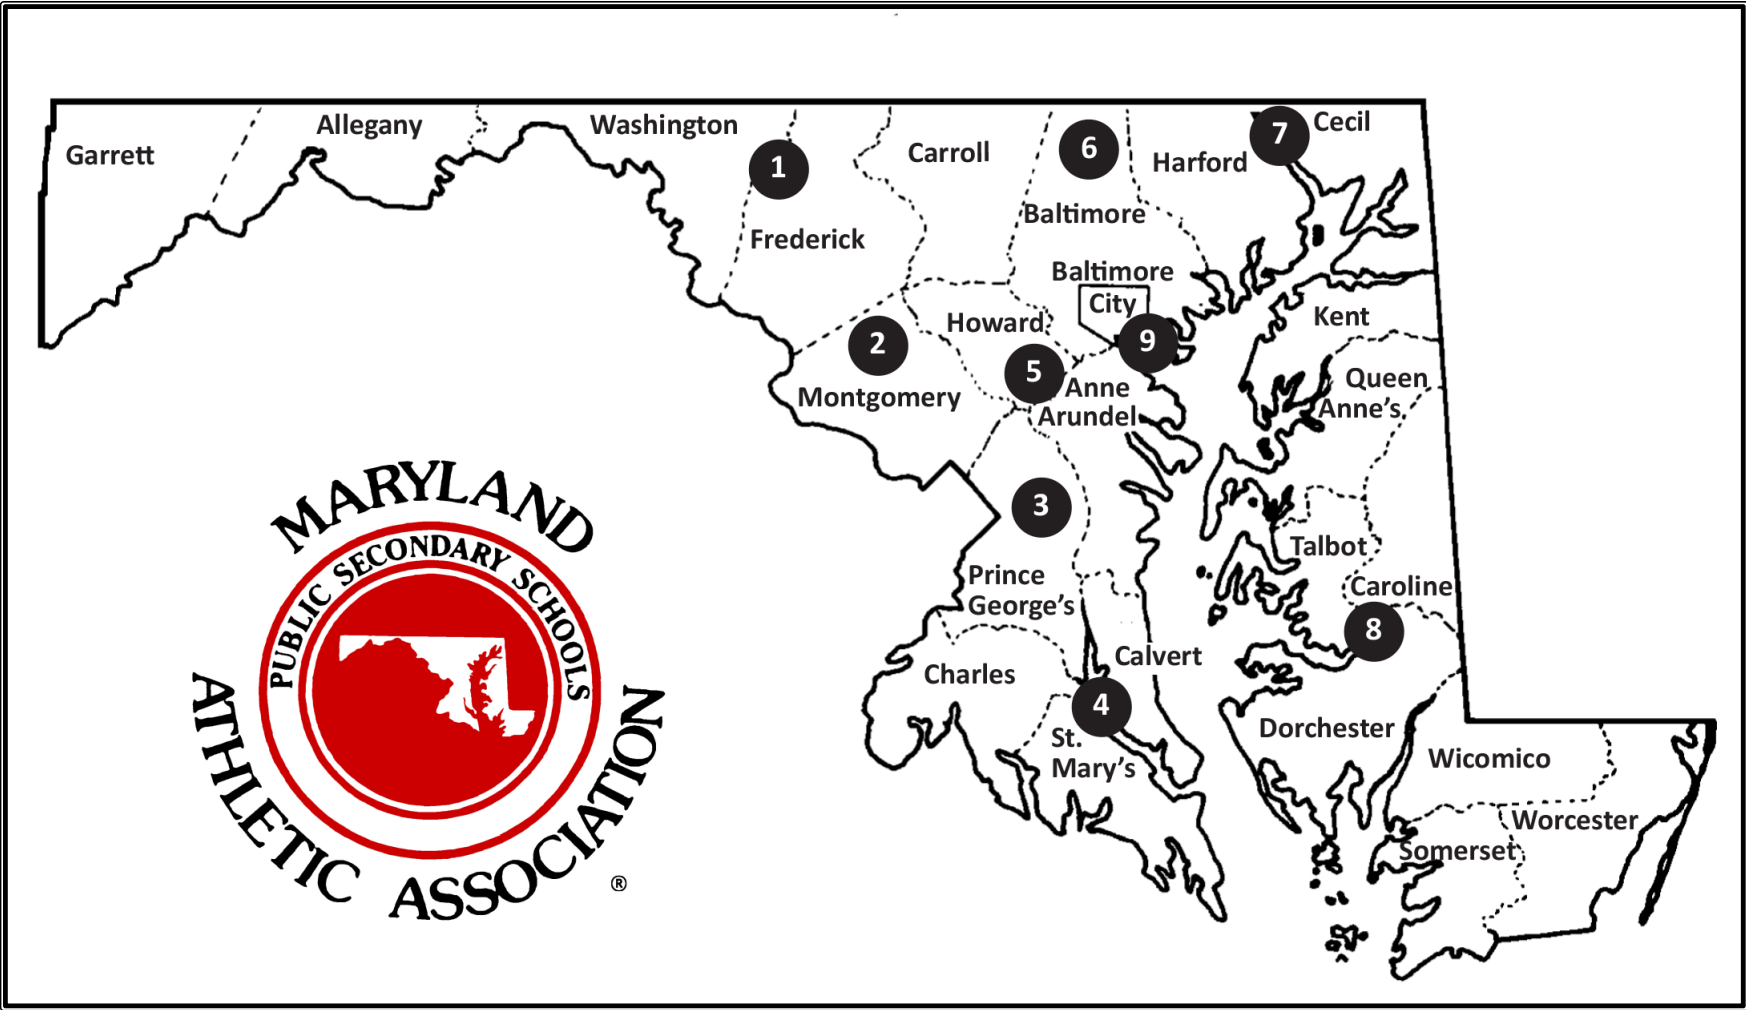 Garrett
Allegany
Washington
1
Frederick
Carroll
6
Baltimore
Harford
7
Cecil
Baltimore
City
9
Howard
2
Montgomery
5
Anne
Arundel
Kent
Queen
Anne's
3
Prince
George's
Talbot
Caroline
8
Charles
Calvert
4
St.
Mary's
Dorchester
Wicomico
Worcester
Somerset
MARYLAND
PUBLIC SECONDARY SCHOOLS
ATHLETIC ASSOCIATION
®